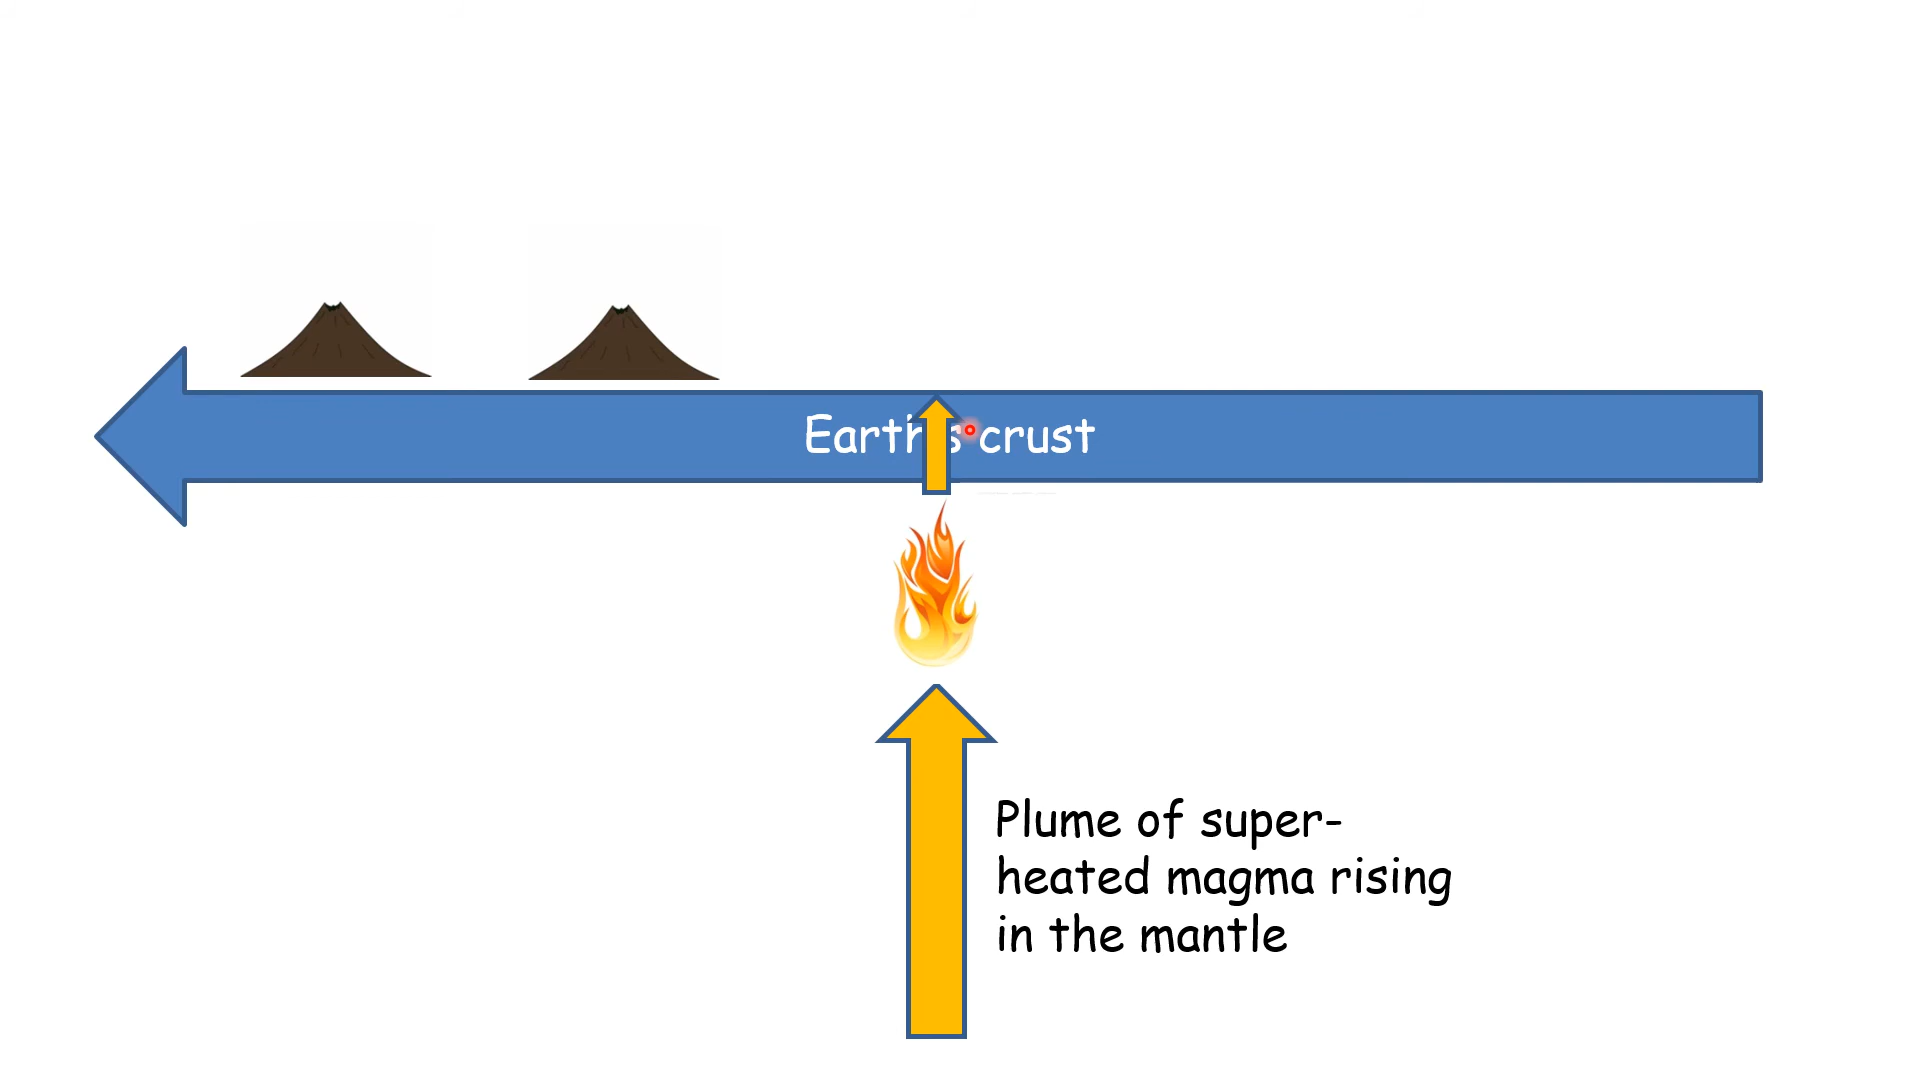 Earth's crust
Plume of super-
heated magma rising
in the mantle